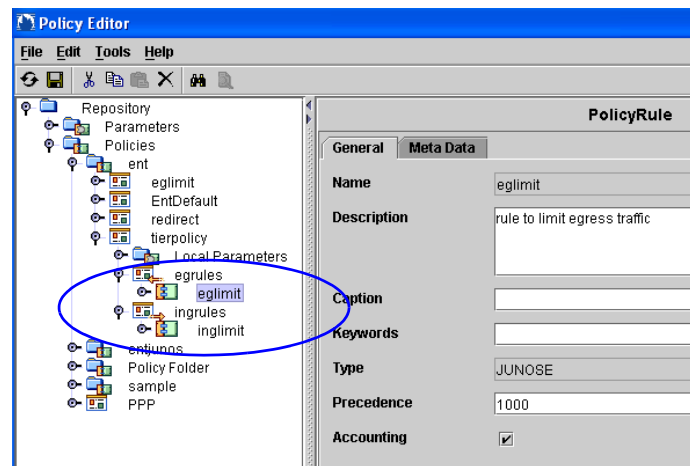 Policy Editor
File Edit Tools Help
Repository
Parameters
Policies
ent
eglimit
EntDefault
redirect
tierpolicy
Local Parameters
egrules
eglimit
ingrules
inglimit
entjunos
Policy Folder
sample
PPP
PolicyRule
General Meta Data
Name eglimit
Description rule to limit egress traffic
Caption
Keywords
Type JUNOSE
Precedence 1000
Accounting